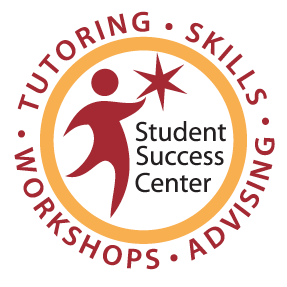 TUTORING • SKILLS • ADVISING • WORKSHOPS •
Student
Success
Center